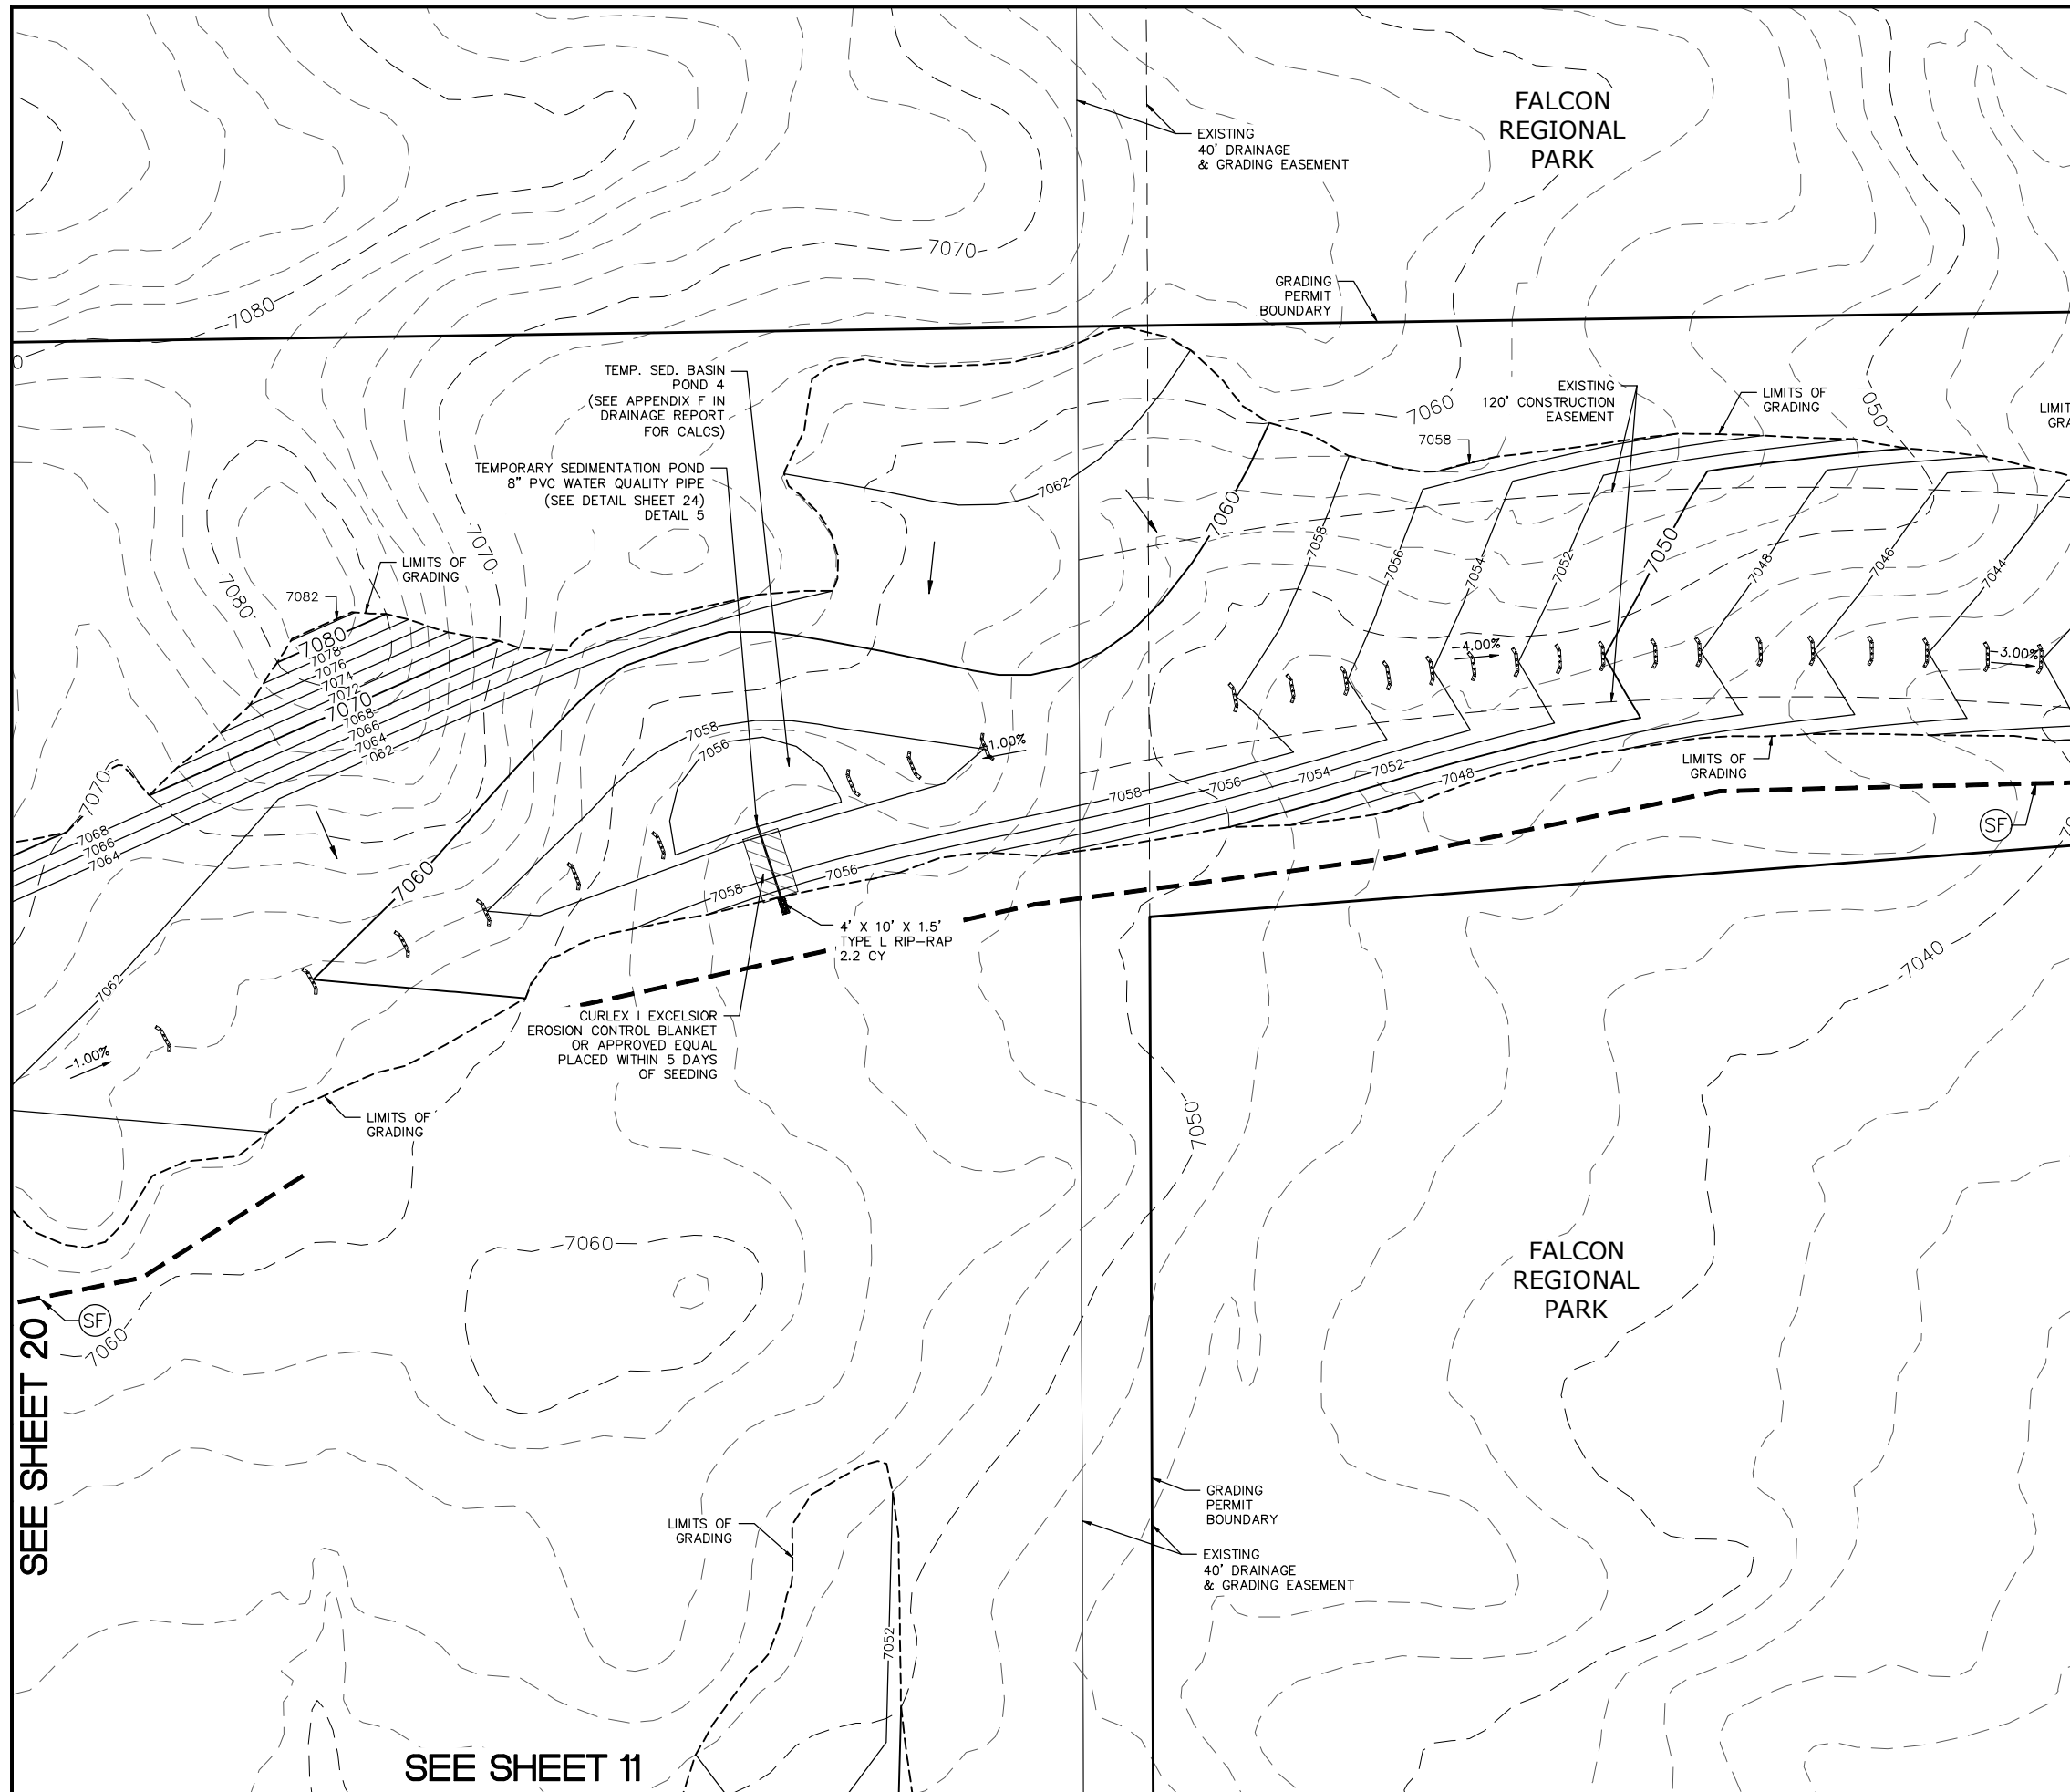 FALCON
REGIONAL
PARK
EXISTING
40' DRAINAGE
& GRADING EASEMENT
7070
7080
GRADING
PERMIT
BOUNDARY
0
TEMP. SED. BASIN
POND 4
(SEE APPENDIX F IN
DRAINAGE REPORT
FOR CALCS)
EXISTING
120' CONSTRUCTION
EASEMENT
LIMITS OF
GRADING
7050
7060
7058
TEMPORARY SEDIMENTATION POND
8" PVC WATER QUALITY PIPE
(SEE DETAIL SHEET 24)
DETAIL 5
7062
7060
7058
7056
7054
7052
7050
7048
7046
7044
7070
LIMITS OF
GRADING
7082
7080
7080
7078
7076
7074
7072
7070
7068
7066
7064
7062
-4.00%
-3.00%
7058
7056
-1.00%
LIMITS OF
GRADING
7070
7068
7066
7064
7058
7056
7054
7052
7048
SF
7060
7058
7056
4' X 10' X 1.5'
TYPE L RIP-RAP
2.2 CY
7040
7062
-1.00%
CURLEX I EXCELSIOR
EROSION CONTROL BLANKET
OR APPROVED EQUAL
PLACED WITHIN 5 DAYS
OF SEEDING
LIMITS OF
GRADING
7050
7060
FALCON
REGIONAL
PARK
SF
7060
SEE SHEET 20
GRADING
PERMIT
BOUNDARY
LIMITS OF
GRADING
EXISTING
40' DRAINAGE
& GRADING EASEMENT
7052
SEE SHEET 11